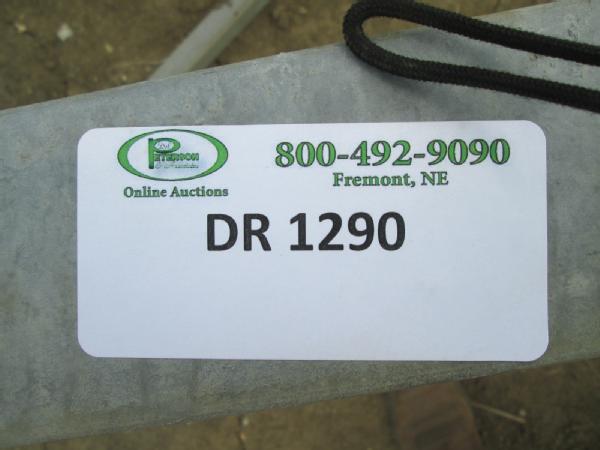 PETERSON
Online Auctions
800-492-9090
Fremont, NE
DR 1290